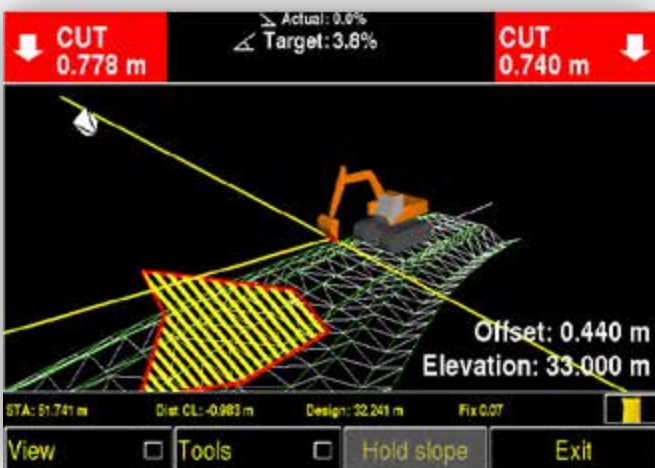 Actual: 0.0%
Target: 3.8%
CUT
0.778 m
CUT
0.740 m
Offset: 0.440 m
Elevation: 33.000 m
STA: 51.741 m
Dist CL: -0.983 m
Design: 32.241 m
Fix 0.07
View
Tools
Hold slope
Exit